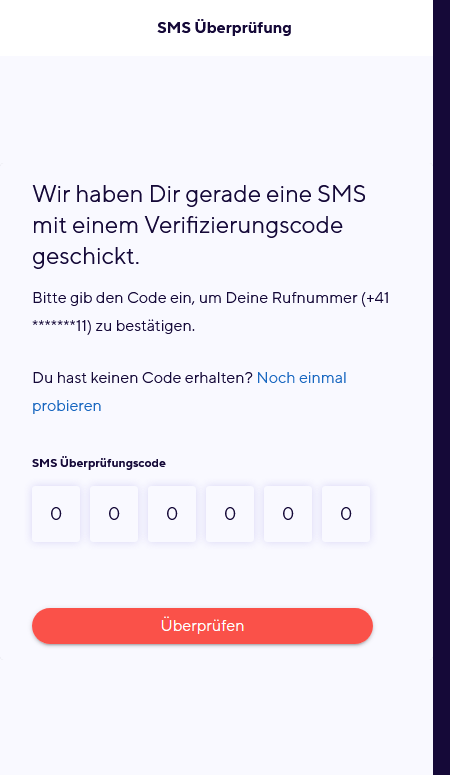 SMS Überprüfung
Wir haben Dir gerade eine SMS
mit einem Verifizierungscode
geschickt.
Bitte gib den Code ein, um Deine Rufnummer (+41
*******11) zu bestätigen.
Du hast keinen Code erhalten? Noch einmal
probieren
SMS Überprüfungscode
0 0 0 0 0 0
Überprüfen